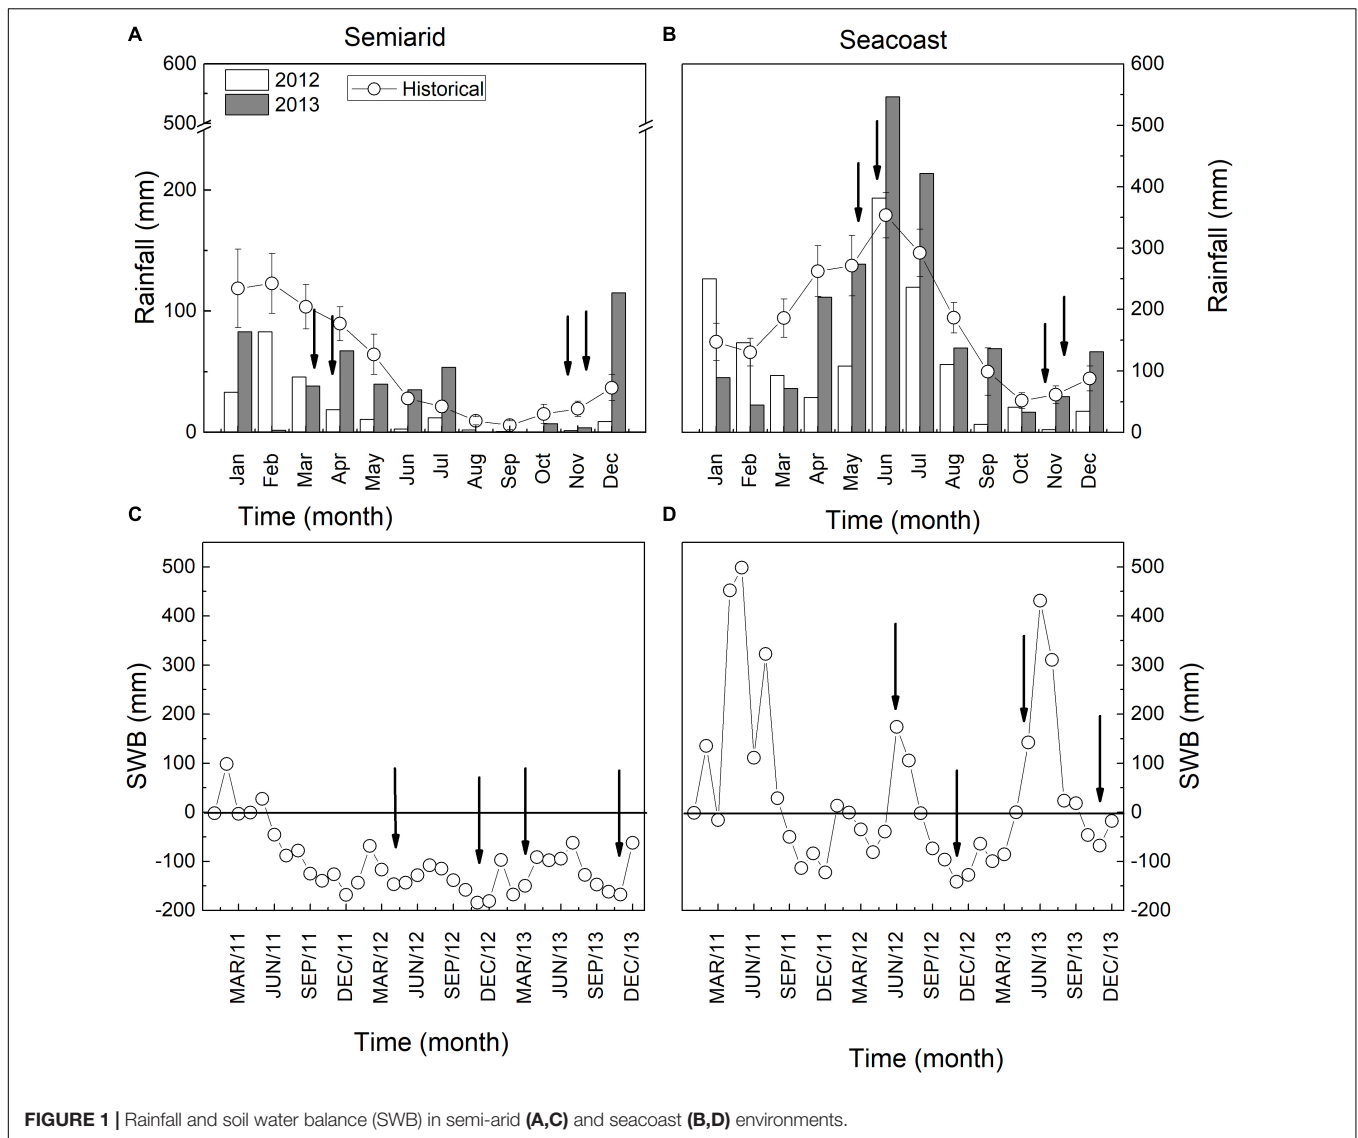 A
Semiarid
B
Seacoast
2012
2013
Historical
600
500
200
100
0
Rainfall (mm)
Jan Feb Mar Apr May Jun Jul Aug Sep Oct Nov Dec
Time (month)
600
500
400
300
200
100
0
Rainfall (mm)
Jan Feb Mar Apr May Jun Jul Aug Sep Oct Nov Dec
Time (month)
C
500
400
300
200
100
0
-100
-200
SWB (mm)
MAR/11 JUN/11 SEP/11 DEC/11 MAR/12 JUN/12 SEP/12 DEC/12 MAR/13 JUN/13 SEP/13 DEC/13
Time (month)
D
500
400
300
200
100
0
-100
-200
SWB (mm)
MAR/11 JUN/11 SEP/11 DEC/11 MAR/12 JUN/12 SEP/12 DEC/12 MAR/13 JUN/13 SEP/13 DEC/13
Time (month)
FIGURE 1 | Rainfall and soil water balance (SWB) in semi-arid (A,C) and seacoast (B,D) environments.